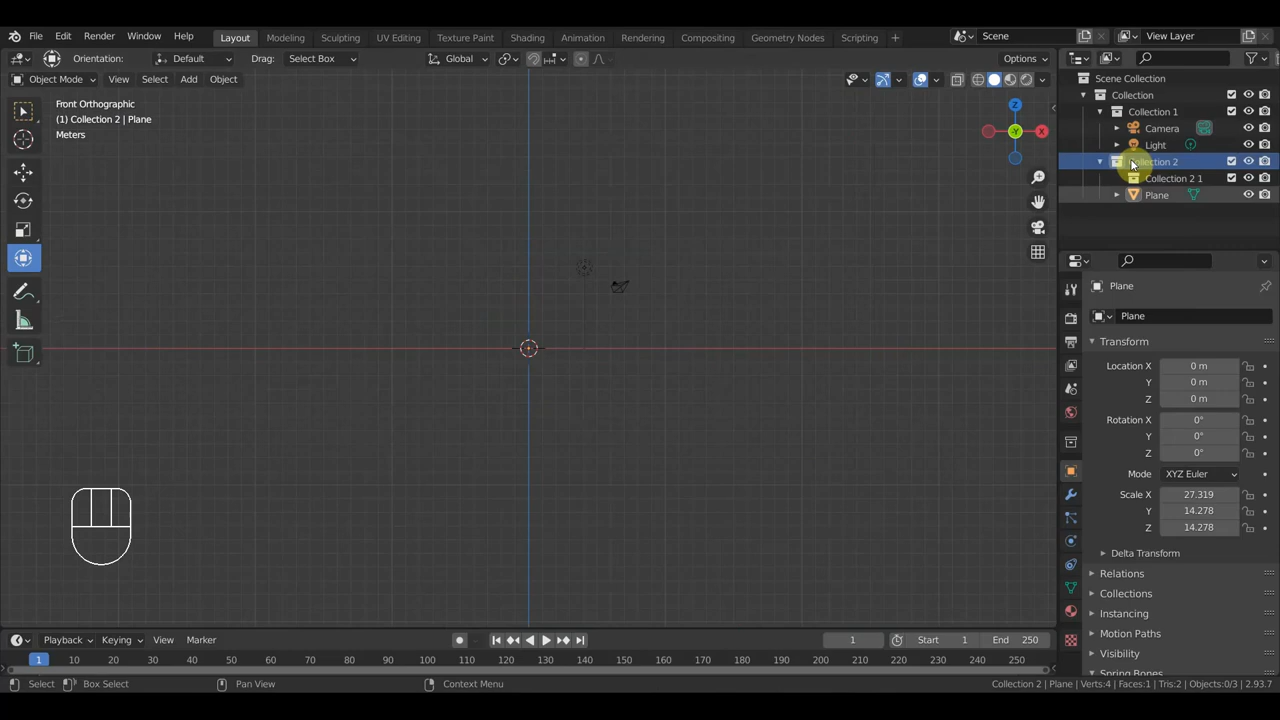 File Edit Render Window Help Layout Modeling Sculpting UV Editing Texture Paint Shading Animation Rendering Compositing Geometry Nodes Scripting + Scene View Layer
Orientation: Default Drag: Select Box Global Options
Object Mode View Select Add Object
Front Orthographic
(1) Collection 2 | Plane
Meters
Z
X
-Y
Scene Collection
Collection
Collection 1
Camera
Light
Collection 2
Collection 2 1
Plane
Plane
Plane
Transform
Location X 0 m
Y 0 m
Z 0 m
Rotation X 0°
Y 0°
Z 0°
Mode XYZ Euler
Scale X 27.319
Y 14.278
Z 14.278
Delta Transform
Relations
Collections
Instancing
Motion Paths
Visibility
Spring Bones
Playback Keying View Marker 1 Start 1 End 250
1 10 20 30 40 50 60 70 80 90 100 110 120 130 140 150 160 170 180 190 200 210 220 230 240 250
Select Box Select Pan View Context Menu Collection 2 | Plane | Verts:4 | Faces:1 | Tris:2 | Objects:0/3 | 2.93.7